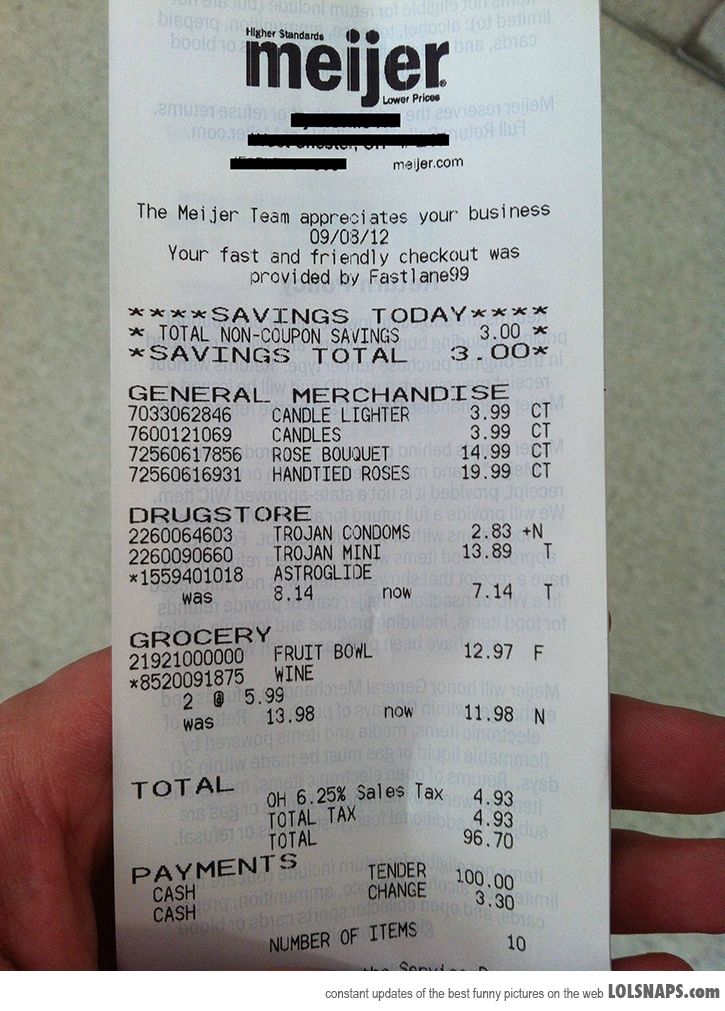 Higher Standards
meijer
Lower Prices
meijer.com
The Meijer Team appreciates your business
09/08/12
Your fast and friendly checkout was
provided by Fastlane99
****SAVINGS TODAY****
* TOTAL NON-COUPON SAVINGS 3.00 *
*SAVINGS TOTAL 3.00*
GENERAL MERCHANDISE
7033062846 CANDLE LIGHTER 3.99 CT
7600121069 CANDLES 3.99 CT
72560617856 ROSE BOUQUET 14.99 CT
72560616931 HANDTIED ROSES 19.99 CT
DRUGSTORE
2260064603 TROJAN CONDOMS 2.83 +N
2260090660 TROJAN MINI 13.89 T
*1559401018 ASTROGLIDE
was 8.14 now 7.14 T
GROCERY
21921000000 FRUIT BOWL 12.97 F
*8520091875 WINE
2 @ 5.99
was 13.98 now 11.98 N
TOTAL
OH 6.25% Sales Tax 4.93
TOTAL TAX 4.93
TOTAL 96.70
PAYMENTS
CASH TENDER 100.00
CASH CHANGE 3.30
NUMBER OF ITEMS 10
constant updates of the best funny pictures on the web LOLSNAPS.com